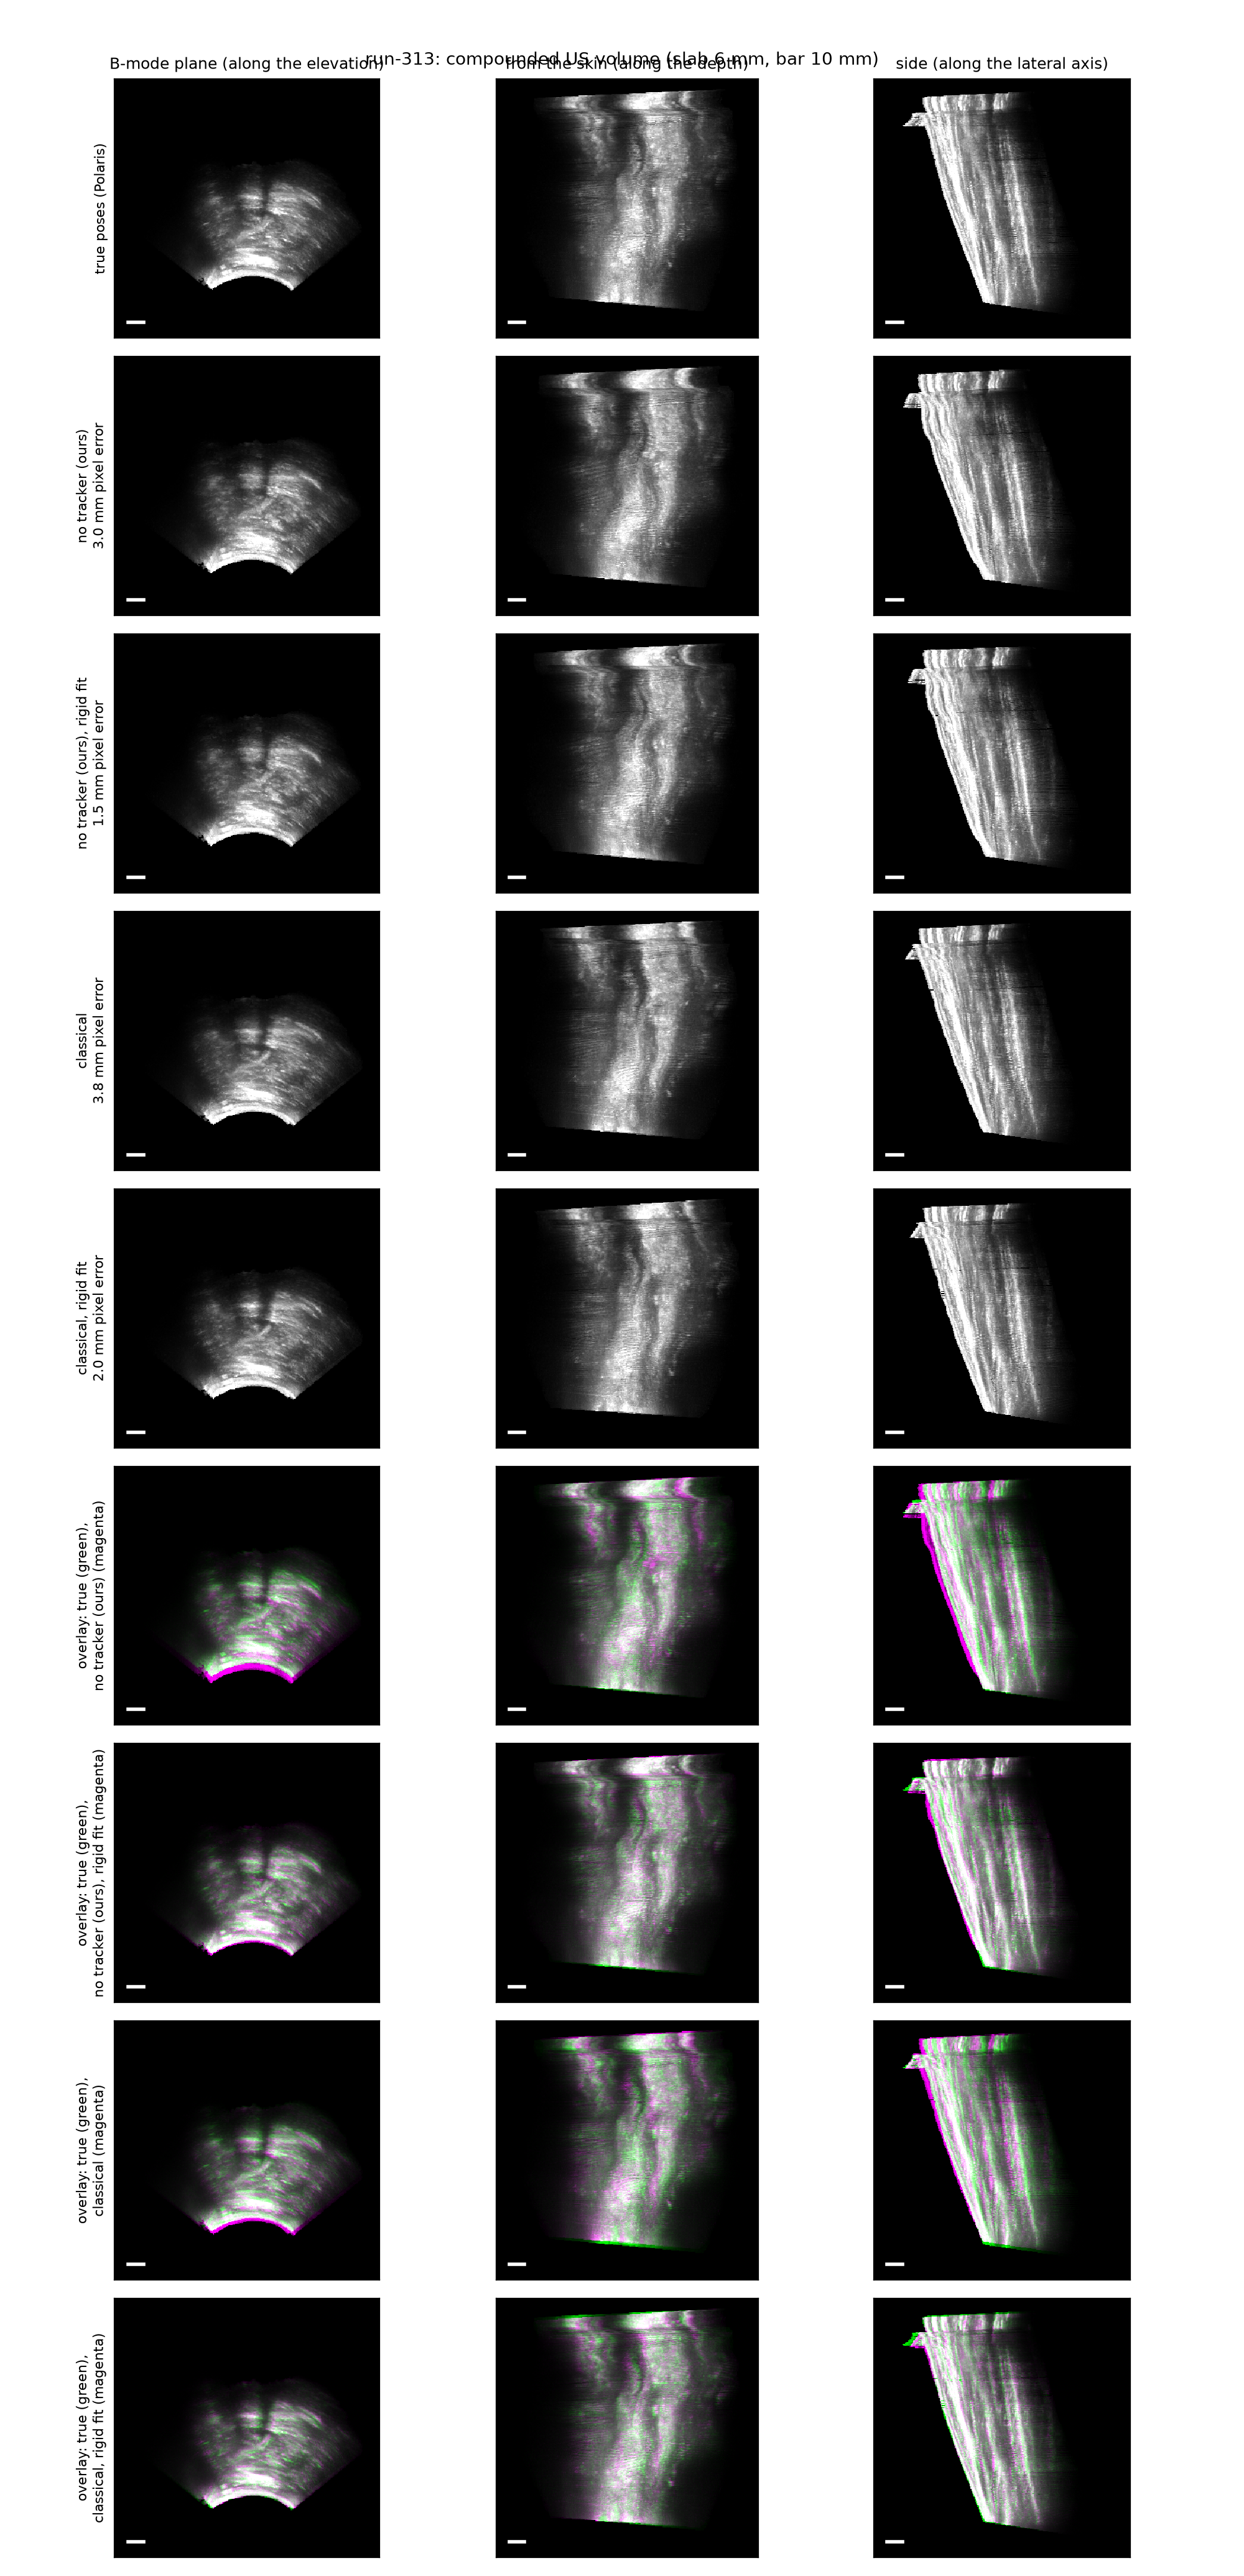 run-313: compounded US volume (slab 6 mm, bar 10 mm)
B-mode plane (along the elevation)
from the skin (along the depth)
side (along the lateral axis)
true poses (Polaris)
no tracker (ours)
3.0 mm pixel error
no tracker (ours), rigid fit
1.5 mm pixel error
classical
3.8 mm pixel error
classical, rigid fit
2.0 mm pixel error
overlay: true (green),
no tracker (ours) (magenta)
overlay: true (green),
no tracker (ours), rigid fit (magenta)
overlay: true (green),
classical (magenta)
overlay: true (green),
classical, rigid fit (magenta)